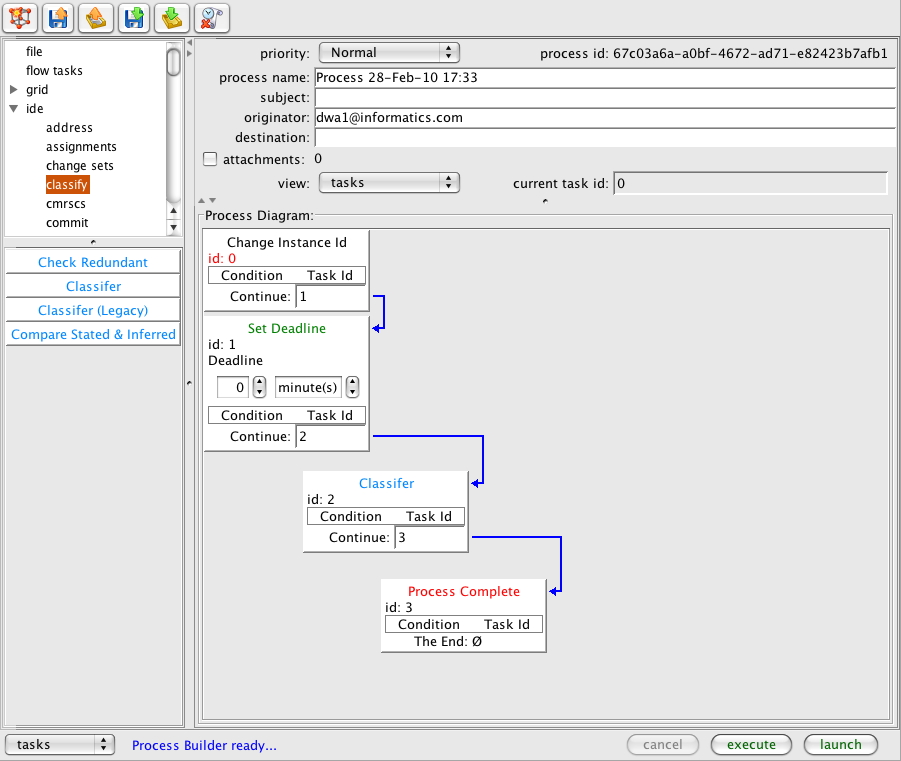 file
flow tasks
grid
ide
address
assignments
change sets
classify
cmrscs
commit
Check Redundant
Classifer
Classifer (Legacy)
Compare Stated & Inferred
priority: Normal process id: 67c03a6a-a0bf-4672-ad71-e82423b7afb1
process name: Process 28-Feb-10 17:33
subject:
originator: dwa1@informatics.com
destination:
attachments: 0
view: tasks current task id: 0
Process Diagram:
Change Instance Id
id: 0
Condition Task Id
Continue: 1
Set Deadline
id: 1
Deadline
0 minute(s)
Condition Task Id
Continue: 2
Classifer
id: 2
Condition Task Id
Continue: 3
Process Complete
id: 3
Condition Task Id
The End: Ø
tasks Process Builder ready... cancel execute launch